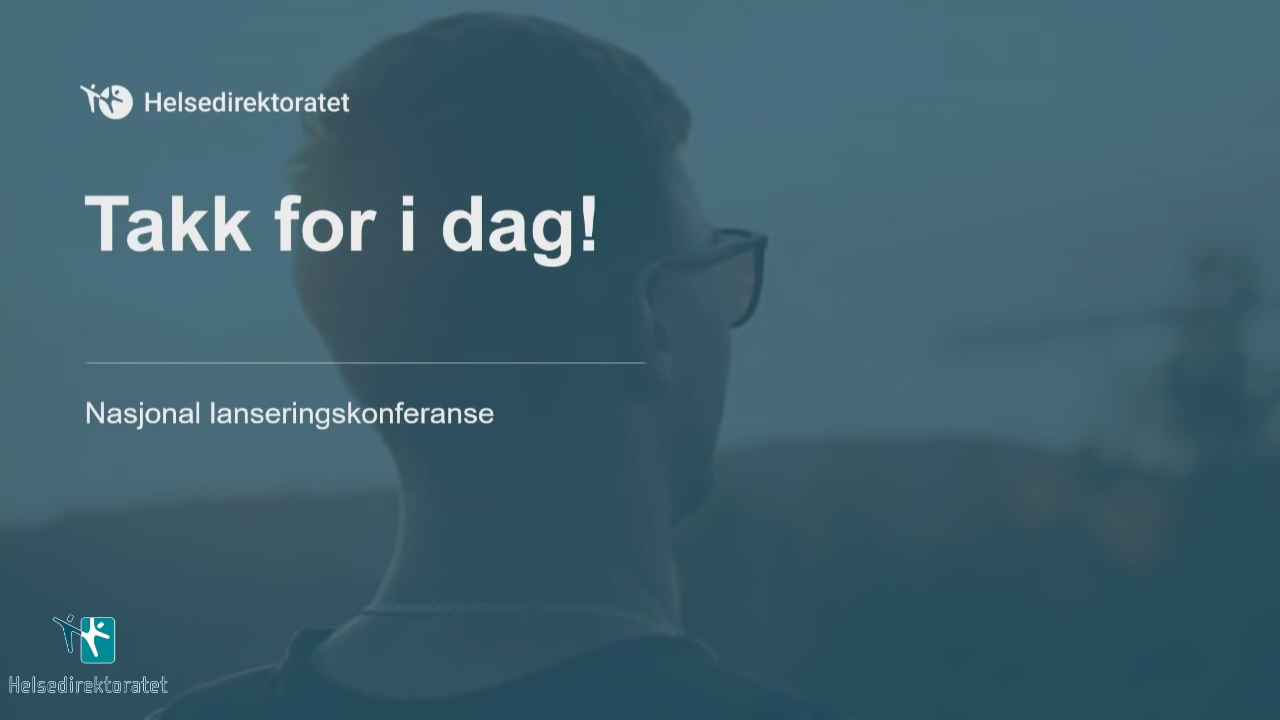 Helsedirektoratet
Takk for i dag!
Nasjonal lanseringskonferanse
Helsedirektoratet